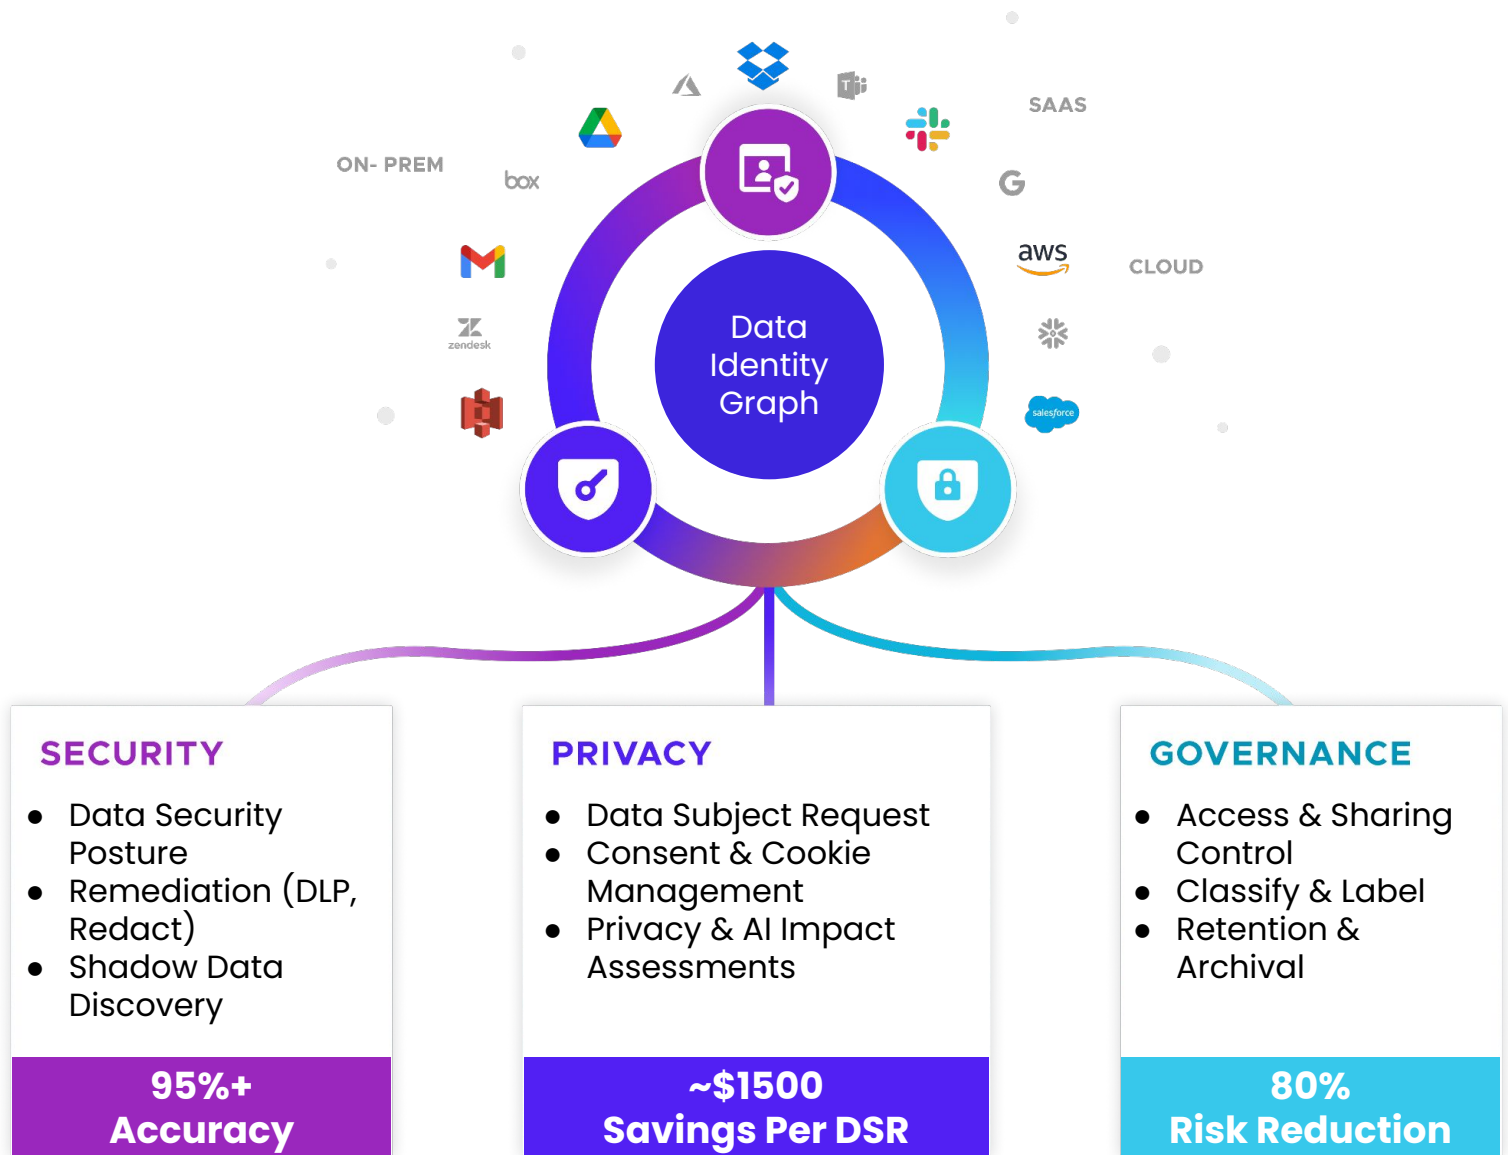 SAAS
ON- PREM
box
aws
CLOUD
zendesk
salesforce
Data
Identity
Graph
SECURITY
● Data Security
Posture
● Remediation (DLP,
Redact)
● Shadow Data
Discovery
95%+
Accuracy
PRIVACY
● Data Subject Request
● Consent & Cookie
Management
● Privacy & AI Impact
Assessments
~$1500
Savings Per DSR
GOVERNANCE
● Access & Sharing
Control
● Classify & Label
● Retention &
Archival
80%
Risk Reduction